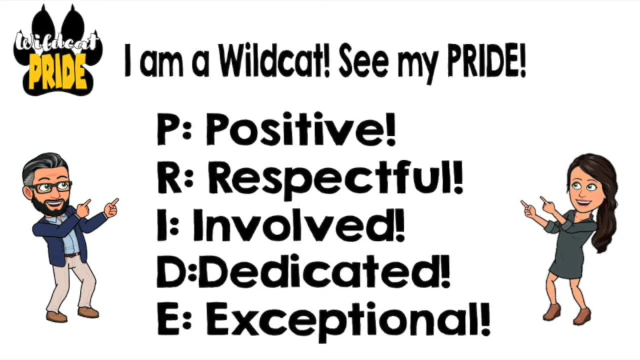 Wildcat
PRIDE
I am a Wildcat! See my PRIDE!
P: Positive!
R: Respectful!
I: Involved!
D:Dedicated!
E: Exceptional!